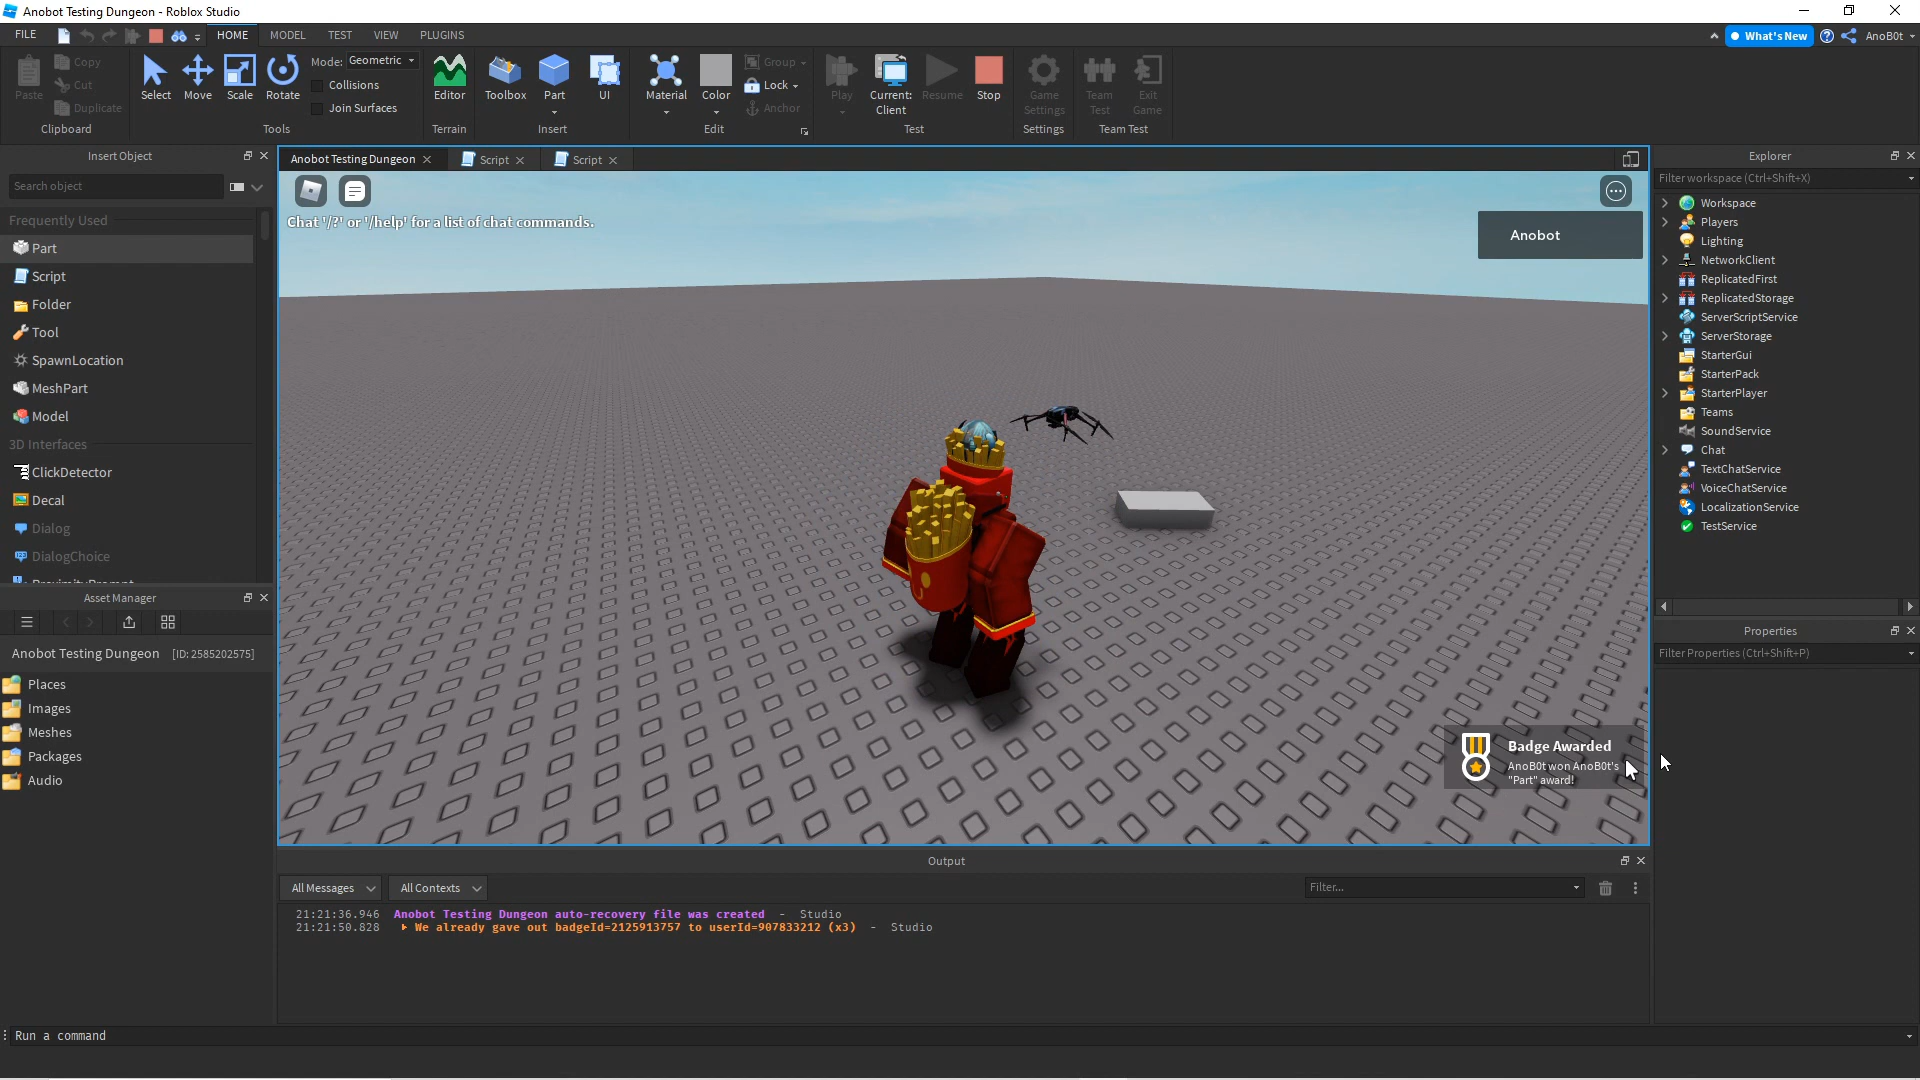 Anobot Testing Dungeon - Roblox Studio
FILE
HOME
MODEL
TEST
VIEW
PLUGINS
What's New
AnoB0t
Paste
Copy
Cut
Duplicate
Clipboard
Select
Move
Scale
Rotate
Mode: Geometric
Collisions
Join Surfaces
Tools
Editor
Terrain
Toolbox
Part
UI
Insert
Material
Color
Group
Lock
Anchor
Edit
Play
Current:
Client
Resume
Stop
Test
Game
Settings
Settings
Team
Test
Exit
Game
Team Test
Insert Object
Search object
Frequently Used
Part
Script
Folder
Tool
SpawnLocation
MeshPart
Model
3D Interfaces
ClickDetector
Decal
Dialog
DialogChoice
ProximityPrompt
Asset Manager
Anobot Testing Dungeon [ID: 2585202575]
Places
Images
Meshes
Packages
Audio
Anobot Testing Dungeon
Script
Script
Chat '/?' or '/help' for a list of chat commands.
Anobot
Badge Awarded
AnoB0t won AnoB0t's
"Part" award!
Output
All Messages
All Contexts
Filter...
21:21:36.946 Anobot Testing Dungeon auto-recovery file was created - Studio
21:21:50.828 We already gave out badgeId=2125913757 to userId=907833212 (x3) - Studio
Explorer
Filter workspace (Ctrl+Shift+X)
Workspace
Players
Lighting
NetworkClient
ReplicatedFirst
ReplicatedStorage
ServerScriptService
ServerStorage
StarterGui
StarterPack
StarterPlayer
Teams
SoundService
Chat
TextChatService
VoiceChatService
LocalizationService
TestService
Properties
Filter Properties (Ctrl+Shift+P)
Run a command